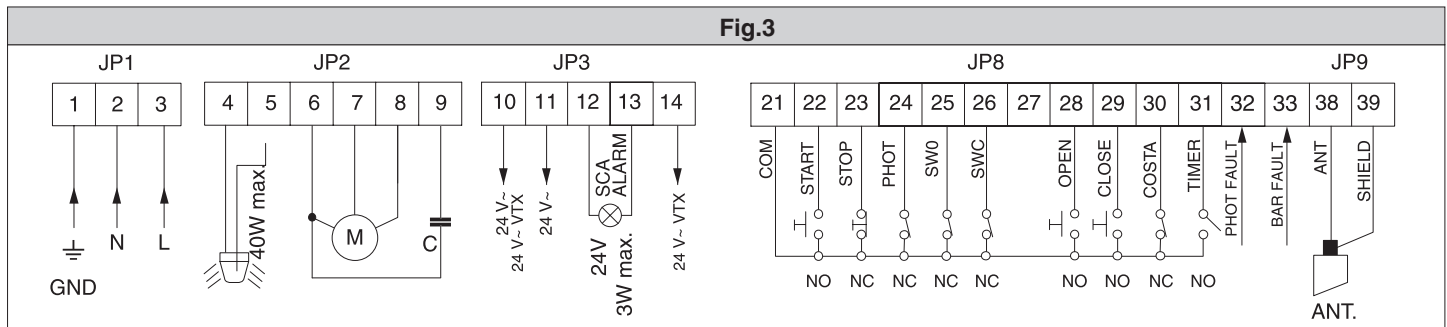 Fig.3
JP1 JP2 JP3 JP8 JP9
1 2 3 4 5 6 7 8 9 10 11 12 13 14 21 22 23 24 25 26 27 28 29 30 31 32 33 38 39
GND
N
L
40W max.
M
C
24 V~
24 V~ VTX
24 V~
SCA
ALARM
24V
3W max.
24 V~ VTX
COM
START
STOP
PHOT
SW0
SWC
OPEN
CLOSE
COSTA
TIMER
PHOT FAULT
BAR FAULT
ANT
SHIELD
NO NC NC NC NC NO NO NC NO
ANT.